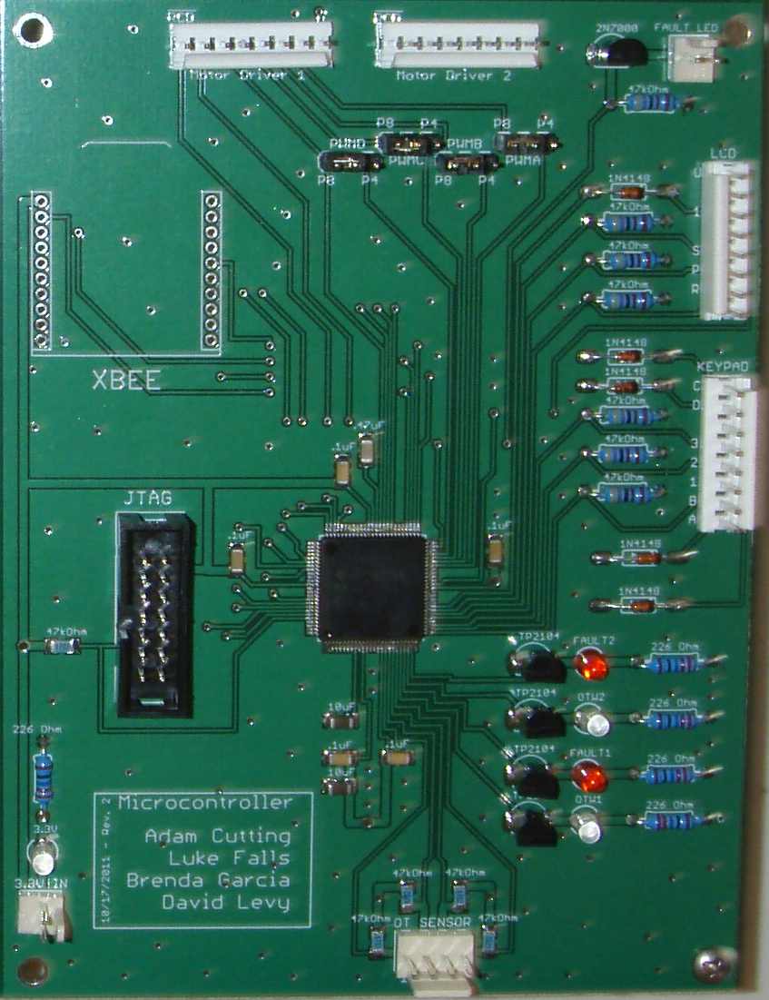 Motor Driver 1
Motor Driver 2
2N7000
FAULT LED
47kOhm
P8 P4
P8 P4
PWMD
PWMC
PWMB
PWMA
P8 P4
P8 P4
LCD
1N4148
1
47kOhm
S
47kOhm
P
47kOhm
R
1N4148
KEYPAD
XBEE
1N4148
C
D
47kOhm
.47uF
3
47kOhm
2
.1uF
1
47kOhm
B
JTAG
A
.1uF
.1uF
1N4148
1N4148
47kOhm
TP2104
FAULT2
226 Ohm
TP2104
OTW2
226 Ohm
10uF
226 Ohm
.1uF
.1uF
TP2104
FAULT1
226 Ohm
10uF
OTW1
226 Ohm
3.3V
3.3V IN
10/17/2011 - Rev. 2
Microcontroller
Adam Cutting
Luke Falls
Brenda Garcia
David Levy
47kOhm
47kOhm
47kOhm
OT SENSOR
47kOhm